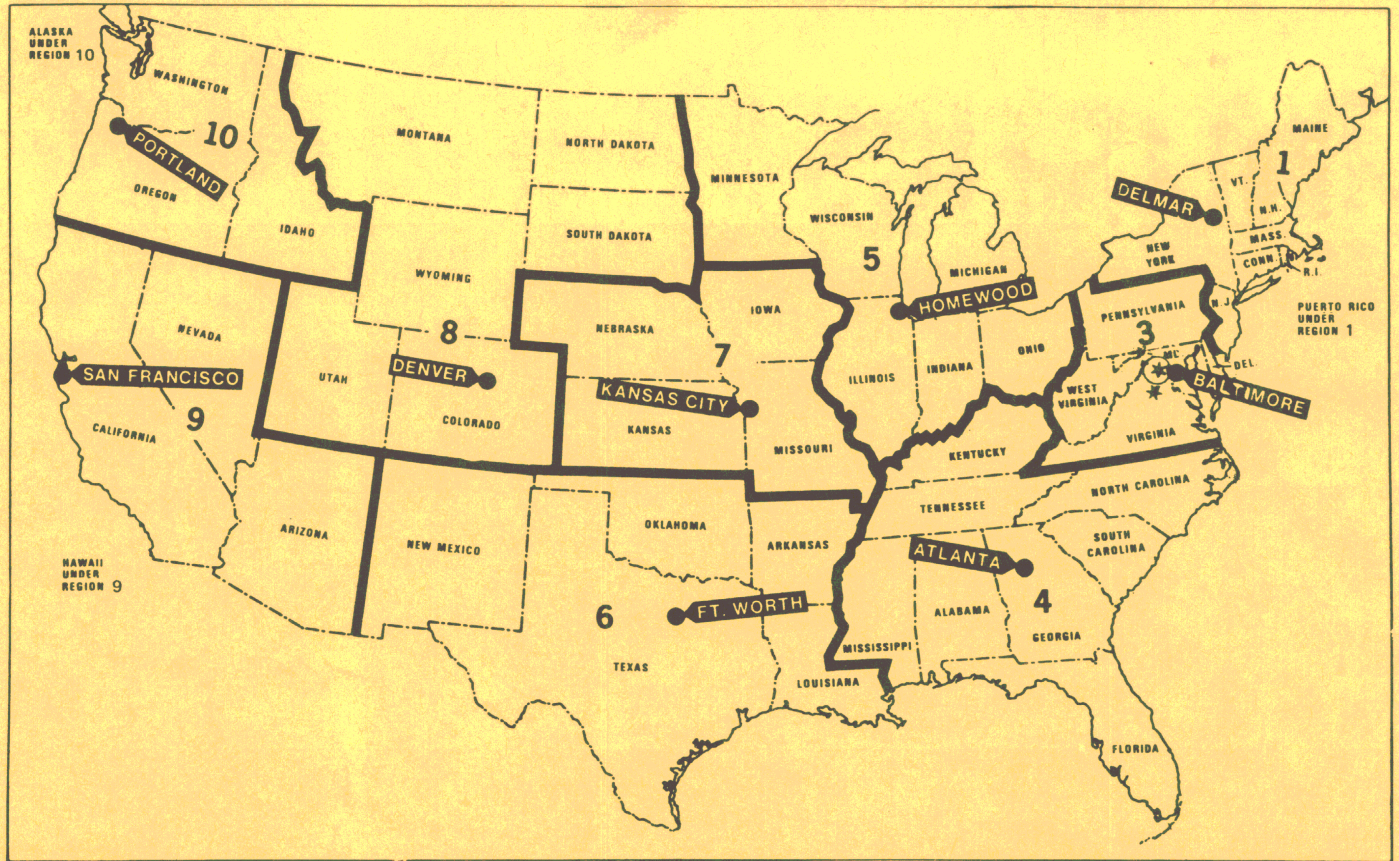 ALASKA
UNDER
REGION 10
WASHINGTON
10
PORTLAND
OREGON
IDAHO
MONTANA
NORTH DAKOTA
SOUTH DAKOTA
WYOMING
MINNESOTA
WISCONSIN
5
MICHIGAN
HOMEWOOD
MAINE
1
VT.
N.H.
DELMAR
NEW
YORK
MASS.
CONN.
R.I.
PUERTO RICO
UNDER
REGION 1
PENNSYLVANIA
N.J.
3
MD.
DEL.
BALTIMORE
WEST
VIRGINIA
VIRGINIA
NEVADA
SAN FRANCISCO
9
CALIFORNIA
UTAH
8
DENVER
COLORADO
NEBRASKA
IOWA
7
KANSAS CITY
KANSAS
MISSOURI
ILLINOIS
INDIANA
OHIO
KENTUCKY
TENNESSEE
NORTH CAROLINA
SOUTH
CAROLINA
ATLANTA
4
GEORGIA
ALABAMA
MISSISSIPPI
FLORIDA
ARIZONA
NEW MEXICO
OKLAHOMA
ARKANSAS
6
FT. WORTH
TEXAS
LOUISIANA
HAWAII
UNDER
REGION 9